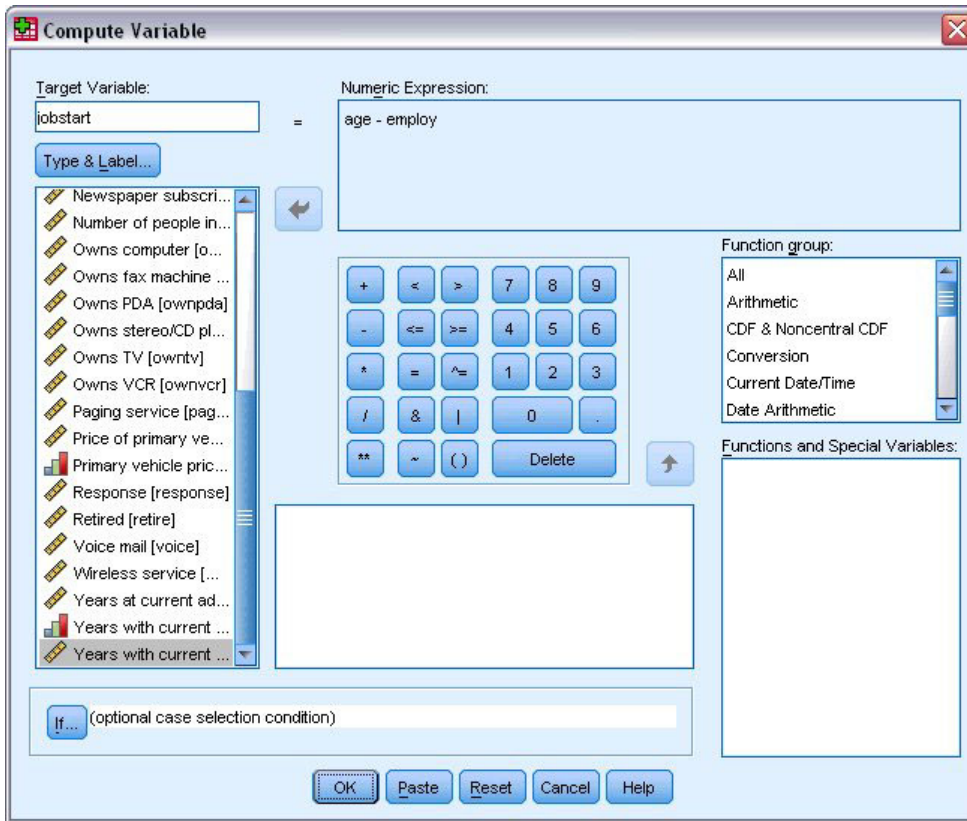 Compute Variable
Target Variable:
jobstart
=
Numeric Expression:
age - employ
Type & Label...
Newspaper subscri...
Number of people in...
Owns computer [o...
Owns fax machine ...
Owns PDA [ownpda]
Owns stereo/CD pl...
Owns TV [owntv]
Owns VCR [ownvcr]
Paging service [pag...
Price of primary ve...
Primary vehicle pric...
Response [response]
Retired [retire]
Voice mail [voice]
Wireless service [...
Years at current ad...
Years with current ...
Years with current ...
+ < > 7 8 9
- <= >= 4 5 6
* = ~= 1 2 3
/ & | 0 .
** ~ ( ) Delete
Function group:
All
Arithmetic
CDF & Noncentral CDF
Conversion
Current Date/Time
Date Arithmetic
Functions and Special Variables:
If... (optional case selection condition)
OK Paste Reset Cancel Help